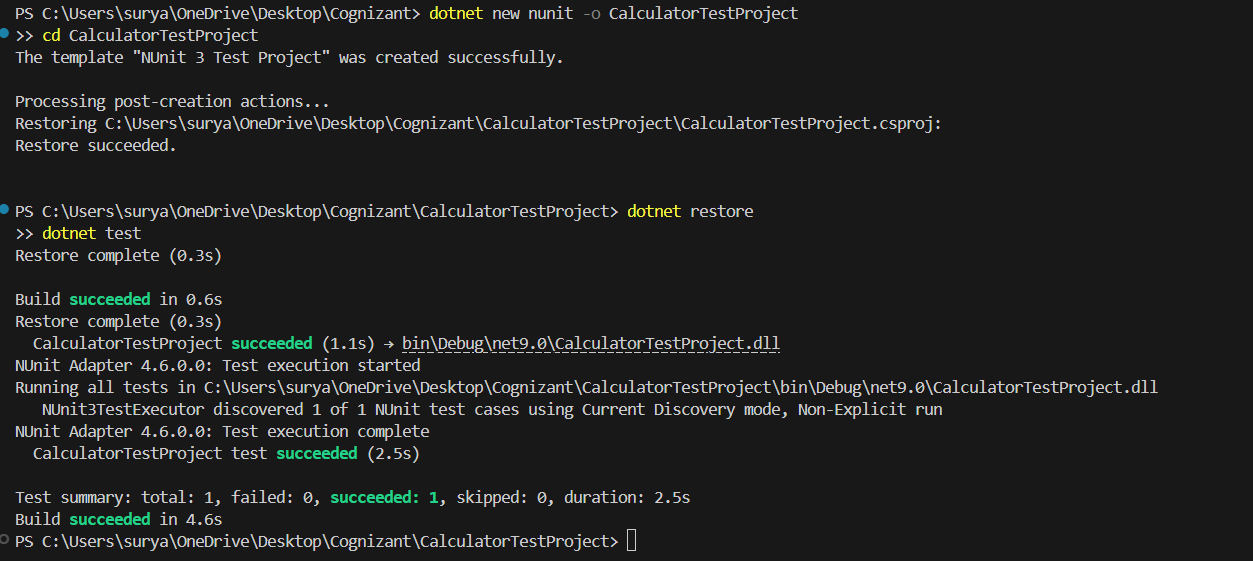 PS C:\Users\surya\OneDrive\Desktop\Cognizant> dotnet new nunit -o CalculatorTestProject
>> cd CalculatorTestProject
The template "NUnit 3 Test Project" was created successfully.
Processing post-creation actions...
Restoring C:\Users\surya\OneDrive\Desktop\Cognizant\CalculatorTestProject\CalculatorTestProject.csproj:
Restore succeeded.
PS C:\Users\surya\OneDrive\Desktop\Cognizant\CalculatorTestProject> dotnet restore
>> dotnet test
Restore complete (0.3s)
Build succeeded in 0.6s
Restore complete (0.3s)
  CalculatorTestProject succeeded (1.1s) → bin\Debug\net9.0\CalculatorTestProject.dll
NUnit Adapter 4.6.0.0: Test execution started
Running all tests in C:\Users\surya\OneDrive\Desktop\Cognizant\CalculatorTestProject\bin\Debug\net9.0\CalculatorTestProject.dll
   NUnit3TestExecutor discovered 1 of 1 NUnit test cases using Current Discovery mode, Non-Explicit run
NUnit Adapter 4.6.0.0: Test execution complete
  CalculatorTestProject test succeeded (2.5s)
Test summary: total: 1, failed: 0, succeeded: 1, skipped: 0, duration: 2.5s
Build succeeded in 4.6s
PS C:\Users\surya\OneDrive\Desktop\Cognizant\CalculatorTestProject>